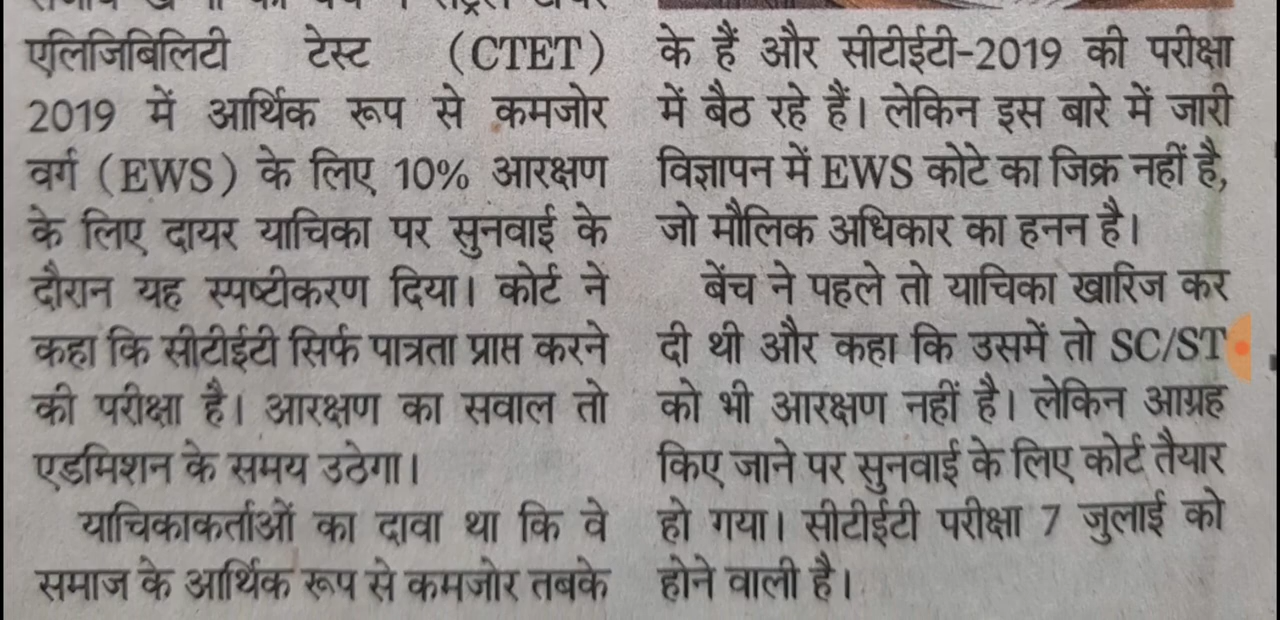 एलिजिबिलिटी टेस्ट (CTET)
2019 में आर्थिक रूप से कमजोर
वर्ग (EWS) के लिए 10% आरक्षण
के लिए दायर याचिका पर सुनवाई के
दौरान यह स्पष्टीकरण दिया। कोर्ट ने
कहा कि सीटीईटी सिर्फ पात्रता प्राप्त करने
की परीक्षा है। आरक्षण का सवाल तो
एडमिशन के समय उठेगा।
याचिकाकर्ताओं का दावा था कि वे
समाज के आर्थिक रूप से कमजोर तबके
के हैं और सीटीईटी-2019 की परीक्षा
में बैठ रहे हैं। लेकिन इस बारे में जारी
विज्ञापन में EWS कोटे का जिक्र नहीं है,
जो मौलिक अधिकार का हनन है।
बेंच ने पहले तो याचिका खारिज कर
दी थी और कहा कि उसमें तो SC/ST
को भी आरक्षण नहीं है। लेकिन आग्रह
किए जाने पर सुनवाई के लिए कोर्ट तैयार
हो गया। सीटीईटी परीक्षा 7 जुलाई को
होने वाली है।